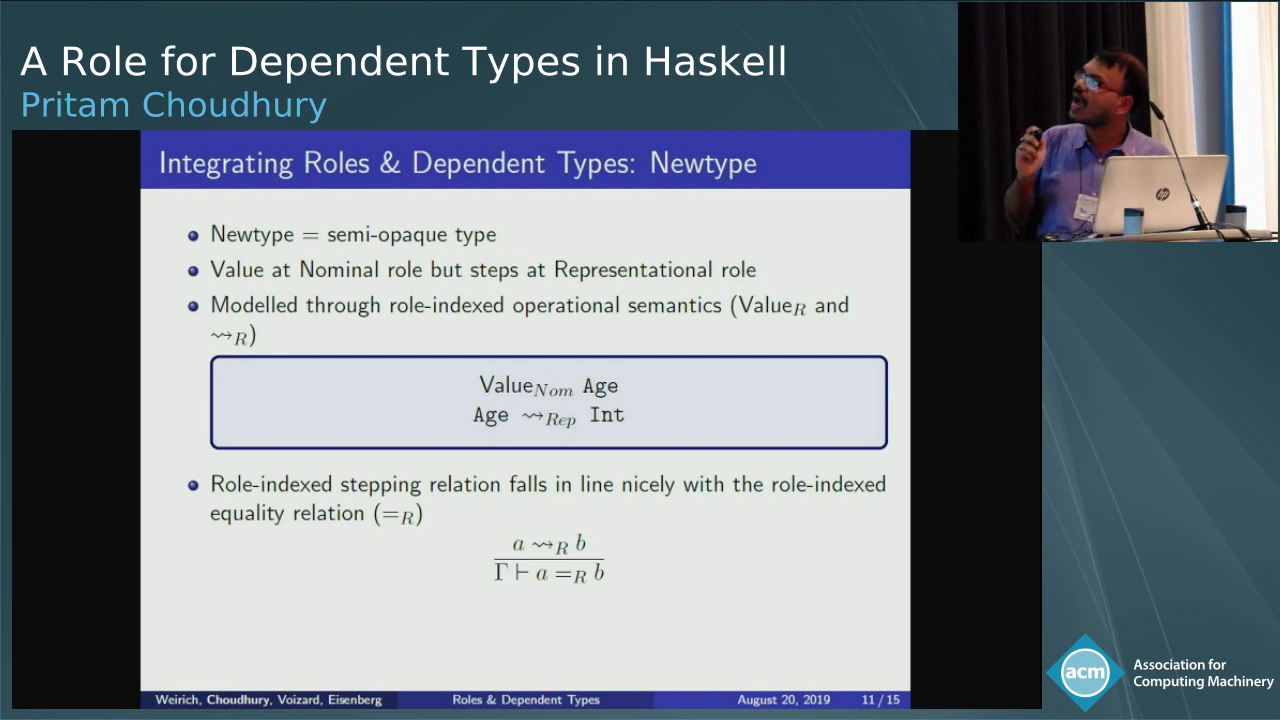 A Role for Dependent Types in Haskell
Pritam Choudhury
Integrating Roles & Dependent Types: Newtype
Newtype = semi-opaque type
Value at Nominal role but steps at Representational role
Modelled through role-indexed operational semantics (Value_R and
⇝_R)
Value_Nom Age
Age ⇝_Rep Int
Role-indexed stepping relation falls in line nicely with the role-indexed
equality relation (=_R)
a ⇝_R b
Γ ⊢ a =_R b
Weirich, Choudhury, Voizard, Eisenberg Roles & Dependent Types August 20, 2019 11 / 15
hp
acm
Association for
Computing Machinery